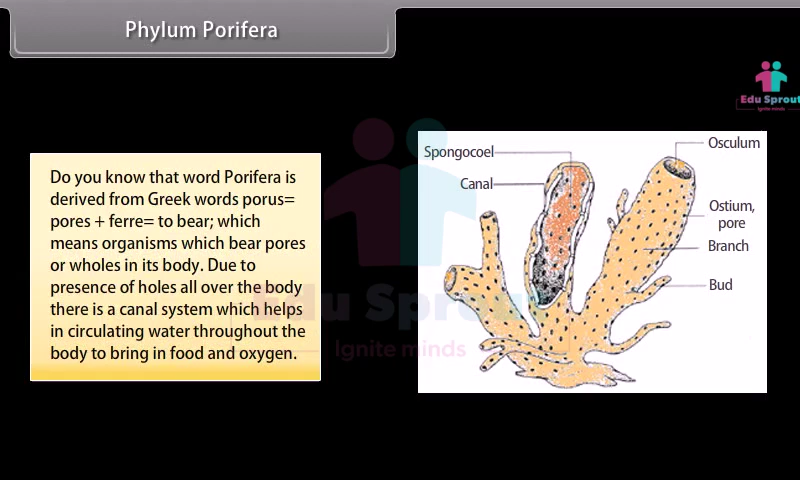 Phylum Porifera
Edu Sprout
Ignite minds
Do you know that word Porifera is
derived from Greek words porus=
pores + ferre= to bear; which
means organisms which bear pores
or wholes in its body. Due to
presence of holes all over the body
there is a canal system which helps
in circulating water throughout the
body to bring in food and oxygen.
Spongocoel
Canal
Osculum
Ostium,
pore
Branch
Bud
Edu Sprout
Ignite minds